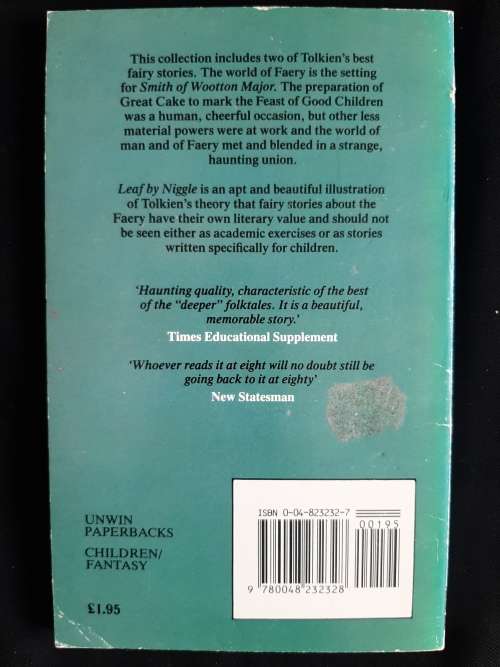 This collection includes two of Tolkien's best
fairy stories. The world of Faery is the setting
for Smith of Wootton Major. The preparation of
Great Cake to mark the Feast of Good Children
was a human, cheerful occasion, but other less
material powers were at work and the world of
man and of Faery met and blended in a strange,
haunting union.
Leaf by Niggle is an apt and beautiful illustration
of Tolkien's theory that fairy stories about the
Faery have their own literary value and should not
be seen either as academic exercises or as stories
written specifically for children.
'Haunting quality, characteristic of the best
of the "deeper" folktales. It is a beautiful,
memorable story.'
Times Educational Supplement
'Whoever reads it at eight will no doubt still be
going back to it at eighty'
New Statesman
UNWIN
PAPERBACKS
CHILDREN/
FANTASY
£1.95
ISBN 0-04-823232-7
00195
9 780048 232328